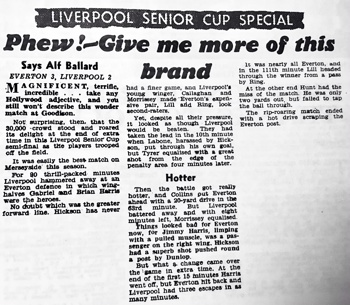 LIVERPOOL SENIOR CUP SPECIAL
Phew!—Give me more of this
brand
Says Alf Ballard
EVERTON 3, LIVERPOOL 2
MAGNIFICENT, terrific,
incredible . . . take any
Hollywood adjective, and you
still won't describe this wonder
match at Goodison.
Not surprising, then, that the
30,000 crowd stood and roared
its delight at the end of extra
time in the Liverpool Senior Cup
semi-final as the players trooped
off the field.
It was easily the best match on
Merseyside this season.
For 90 thrill-packed minutes
Liverpool hammered away at an
Everton defence in which wing-
halves Gabriel and Brian Harris
were the heroes.
No doubt which was the greater
forward line. Hickson has never
had a finer game, and Liverpool's
young winger, Callaghan and
Morrissey made Everton's expen-
sive pair, Lill and Ring, look
second-raters.
Yet, despite all their pressure,
it looked as though Liverpool
would be beaten. They had
taken the lead in the 10th minute
when Labone, harassed by Hick-
son, put through his own goal,
but Tyrer equalised with a great
shot from the edge of the
penalty area four minutes later.
Hotter
Then the battle got really
hotter, and Collins put Everton
ahead with a 20-yard drive in the
63rd minute. But Liverpool
battered away and with eight
minutes left, Morrissey equalised.
Things looked bad for Everton
now, for Jimmy Harris, limping
with a pulled muscle, was a pas-
senger on the right wing. Hickson
had a superb shot pushed round
a post by Dunlop.
But what a change came over
the game in extra time. At the
end of the first 15 minutes Harris
went off, but Everton hit back and
Liverpool had three escapes in as
many minutes.
It was nearly all Everton, and
in the 111th minute Lill headed
through the winner from a pass
by Ring.
At the other end Hunt had the
miss of the match. He was only
two yards out, but failed to tap
the ball through.
The rip-roaring match ended
with a hot drive scraping the
Everton post.